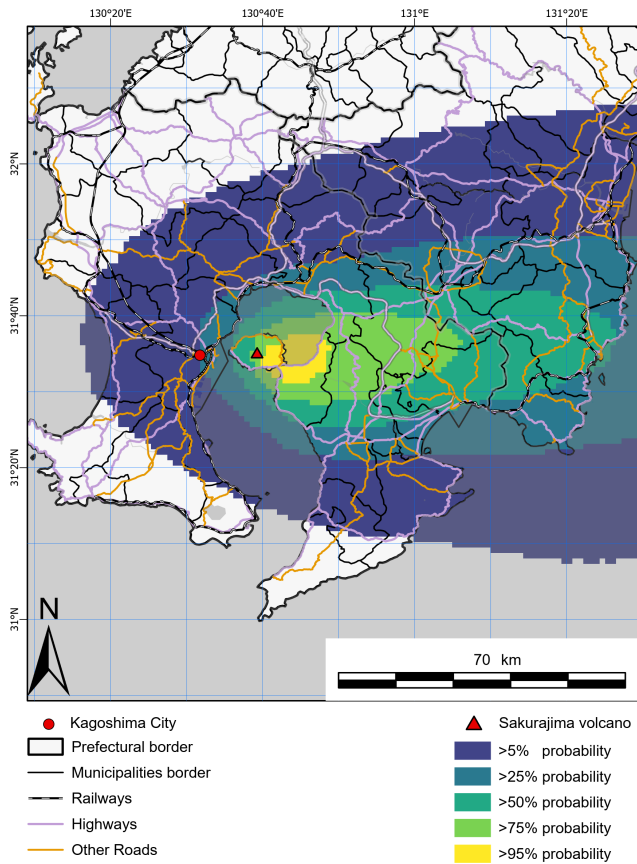 130°20'E 130°40'E 131°E 131°20'E
32°N
31°40'N
31°20'N
31°N
N
70 km
Kagoshima City
Prefectural border
Municipalities border
Railways
Highways
Other Roads
Sakurajima volcano
>5% probability
>25% probability
>50% probability
>75% probability
>95% probability